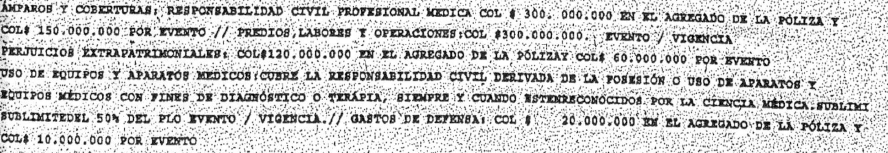 AMPAROS Y COBERTURAS: RESPONSABILIDAD CIVIL PROFESIONAL MEDICA COL $ 300. 000.000 EN EL AGREGADO DE LA PÓLIZA Y
COL$ 150.000.000 POR EVENTO // PREDIOS,LABORES Y OPERACIONES:COL $300.000.000. EVENTO / VIGENCIA
PERJUICIOS EXTRAPATRIMONIALES: COL$120.000.000 EN EL AGREGADO DE LA PÓLIZAY COL$ 60.000.000 POR EVENTO
USO DE EQUIPOS Y APARATOS MEDICOS:CUBRE LA RESPONSABILIDAD CIVIL DERIVADA DE LA POSESIÓN O USO DE APARATOS Y
EQUIPOS MÉDICOS CON FINES DE DIAGNÓSTICO O TERÁPIA, SIEMPRE Y CUANDO ESTENRECONOCIDOS POR LA CIENCIA MÉDICA.SUBLIMI
SUBLIMITEDEL 50% DEL PLO EVENTO / VIGENCIA.// GASTOS DE DEFENSA: COL $ 20.000.000 EN EL AGREGADO DE LA PÓLIZA Y
COL$ 10.000.000 POR EVENTO